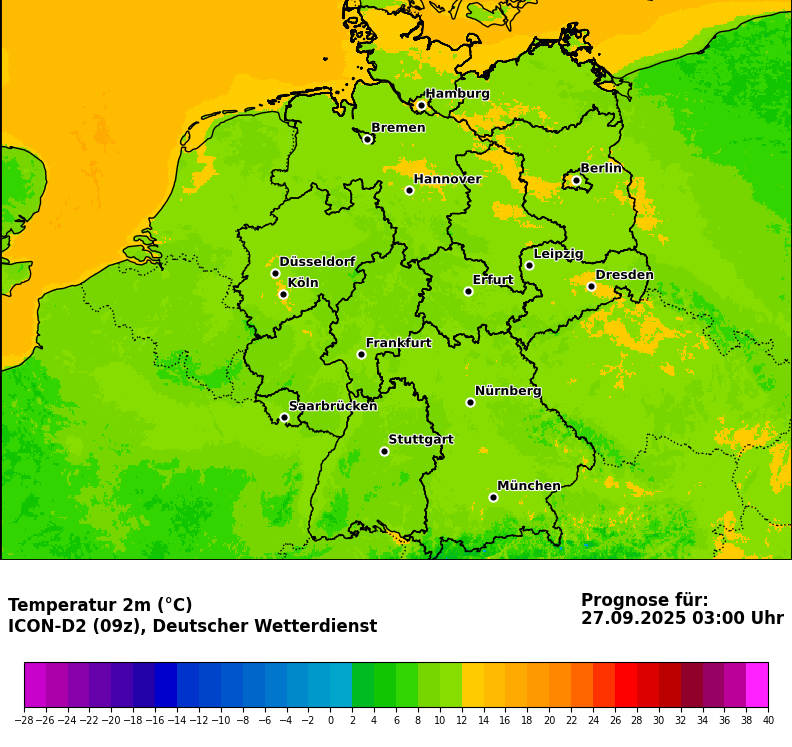 Hamburg
Bremen
Berlin
Hannover
Leipzig
Düsseldorf
Dresden
Köln
Erfurt
Frankfurt
Nürnberg
Saarbrücken
Stuttgart
München
Temperatur 2m (°C)
ICON-D2 (09z), Deutscher Wetterdienst
Prognose für:
27.09.2025 03:00 Uhr
−28 −26 −24 −22 −20 −18 −16 −14 −12 −10 −8 −6 −4 −2 0 2 4 6 8 10 12 14 16 18 20 22 24 26 28 30 32 34 36 38 40